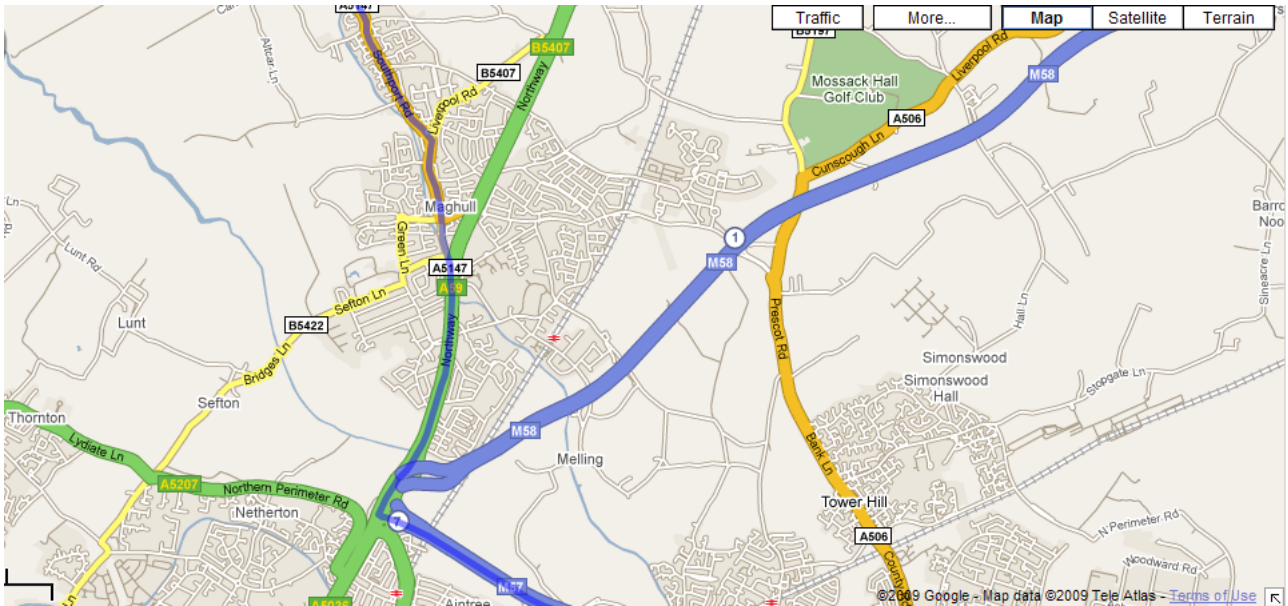 A5147
Traffic
More...
Map
Satellite
Terrain
B5197
B5407
B5407
Altcar Ln
Southport Rd
Liverpool Rd
Northway
Mossack Hall
Golf Club
Liverpool Rd
M58
A506
Cunscough Ln
Maghull
Green Ln
1
M58
Lunt Rd
A5147
A59
Sefton Ln
B5422
Lunt
Northway
Bridges Ln
Prescot Rd
Hall Ln
Sineacre Ln
Simonswood
Simonswood
Hall
Stopgate Ln
Sefton
Thornton
Lydiate Ln
M58
Melling
Bank Ln
A5207
Northern Perimeter Rd
Netherton
7
Tower Hill
A506
N Perimeter Rd
Woodward Rd
M57
Aintree
A5036
©2009 Google - Map data ©2009 Tele Atlas - Terms of Use